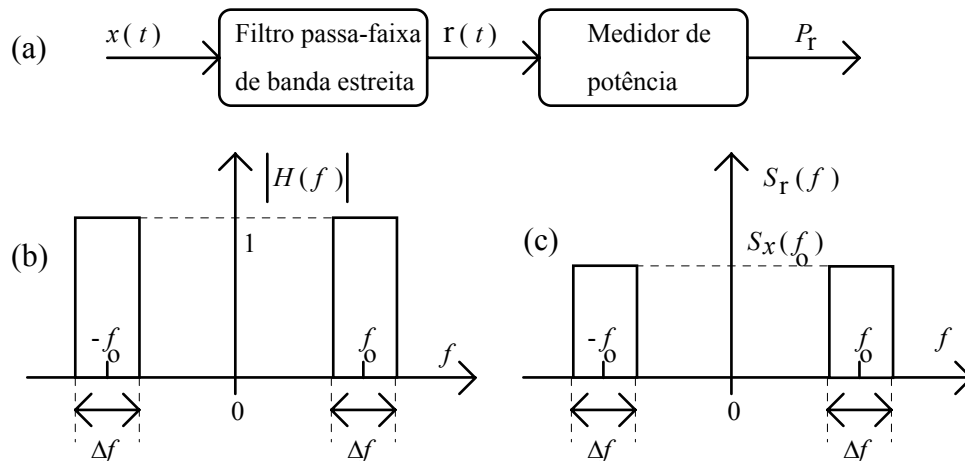 (a)
x(t)
Filtro passa-faixa
de banda estreita
r(t)
Medidor de
potência
P_r
(b)
|H(f)|
1
-f_o
0
f_o
f
Δf
Δf
(c)
S_r(f)
S_x(f_o)
-f_o
0
f_o
f
Δf
Δf